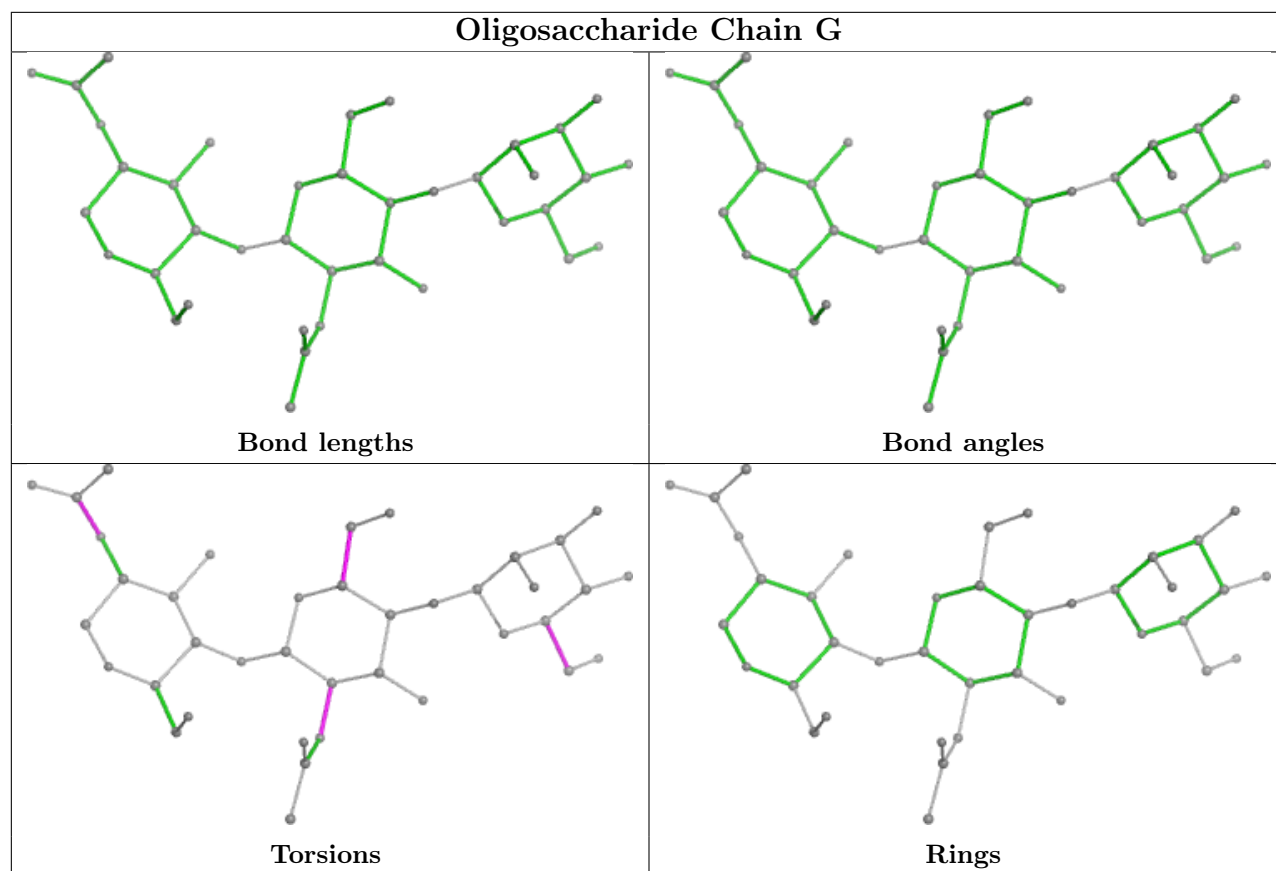 Oligosaccharide Chain G
Bond lengths
Bond angles
Torsions
Rings